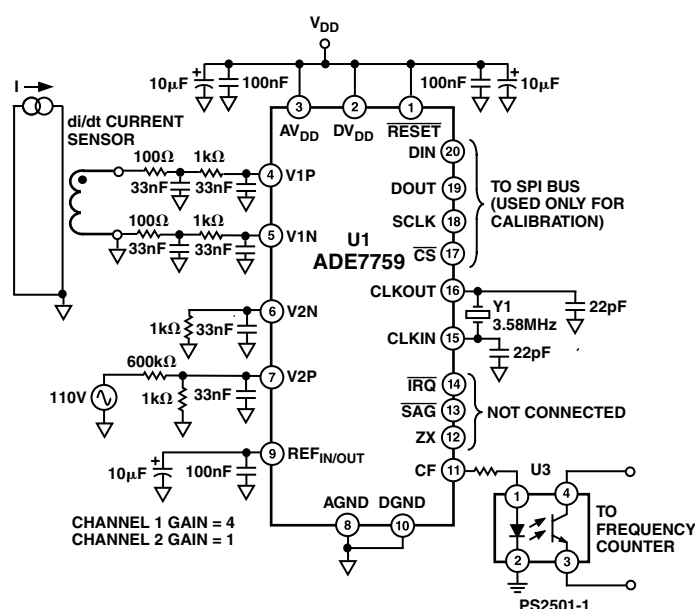 V_DD
I
10μF
100nF
100nF
10μF
di/dt CURRENT
SENSOR
3
2
1
AV_DD
DV_DD
RESET
100Ω
1kΩ
33nF
33nF
4
V1P
100Ω
1kΩ
33nF
33nF
5
V1N
U1
ADE7759
DIN
20
DOUT
19
SCLK
18
CS
17
TO SPI BUS
(USED ONLY FOR
CALIBRATION)
1kΩ
33nF
6
V2N
CLKOUT
16
Y1
3.58MHz
22pF
CLKIN
15
22pF
600kΩ
110V
1kΩ
33nF
7
V2P
IRQ
14
SAG
13
ZX
12
NOT CONNECTED
10μF
100nF
9
REF_IN/OUT
CF
11
U3
CHANNEL 1 GAIN = 4
CHANNEL 2 GAIN = 1
AGND
DGND
8
10
1
4
2
3
TO
FREQUENCY
COUNTER
PS2501-1